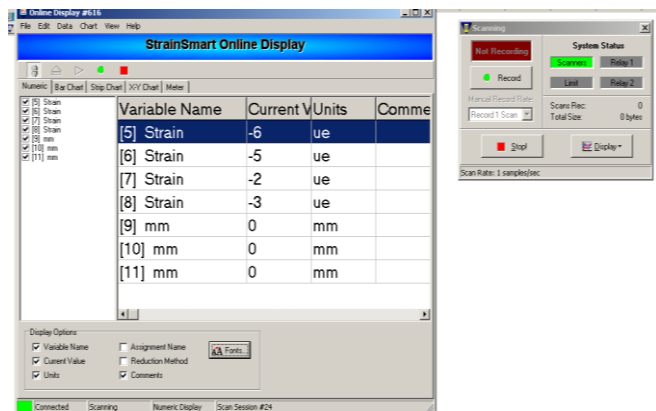 Online Display #616
File Edit Data Chart View Help
StrainSmart Online Display
Numeric Bar Chart Strip Chart X-Y Chart Meter
[5] Strain
[6] Strain
[7] Strain
[8] Strain
[9] mm
[10] mm
[11] mm
Variable Name Current V Units Comme
[5] Strain -6 ue
[6] Strain -5 ue
[7] Strain -2 ue
[8] Strain -3 ue
[9] mm 0 mm
[10] mm 0 mm
[11] mm 0 mm
Display Options
Variable Name Assignment Name
Current Value Reduction Method
Units Comments
AA Fonts...
Connected Scanning Numeric Display Scan Session #24
Scanning
Not Recording
Record
Manual Record Rate:
Record 1 Scan
System Status
Scanners Relay 1
Limit Relay 2
Scans Rec: 0
Total Size: 0 bytes
Stop!
Display
Scan Rate: 1 samples/sec